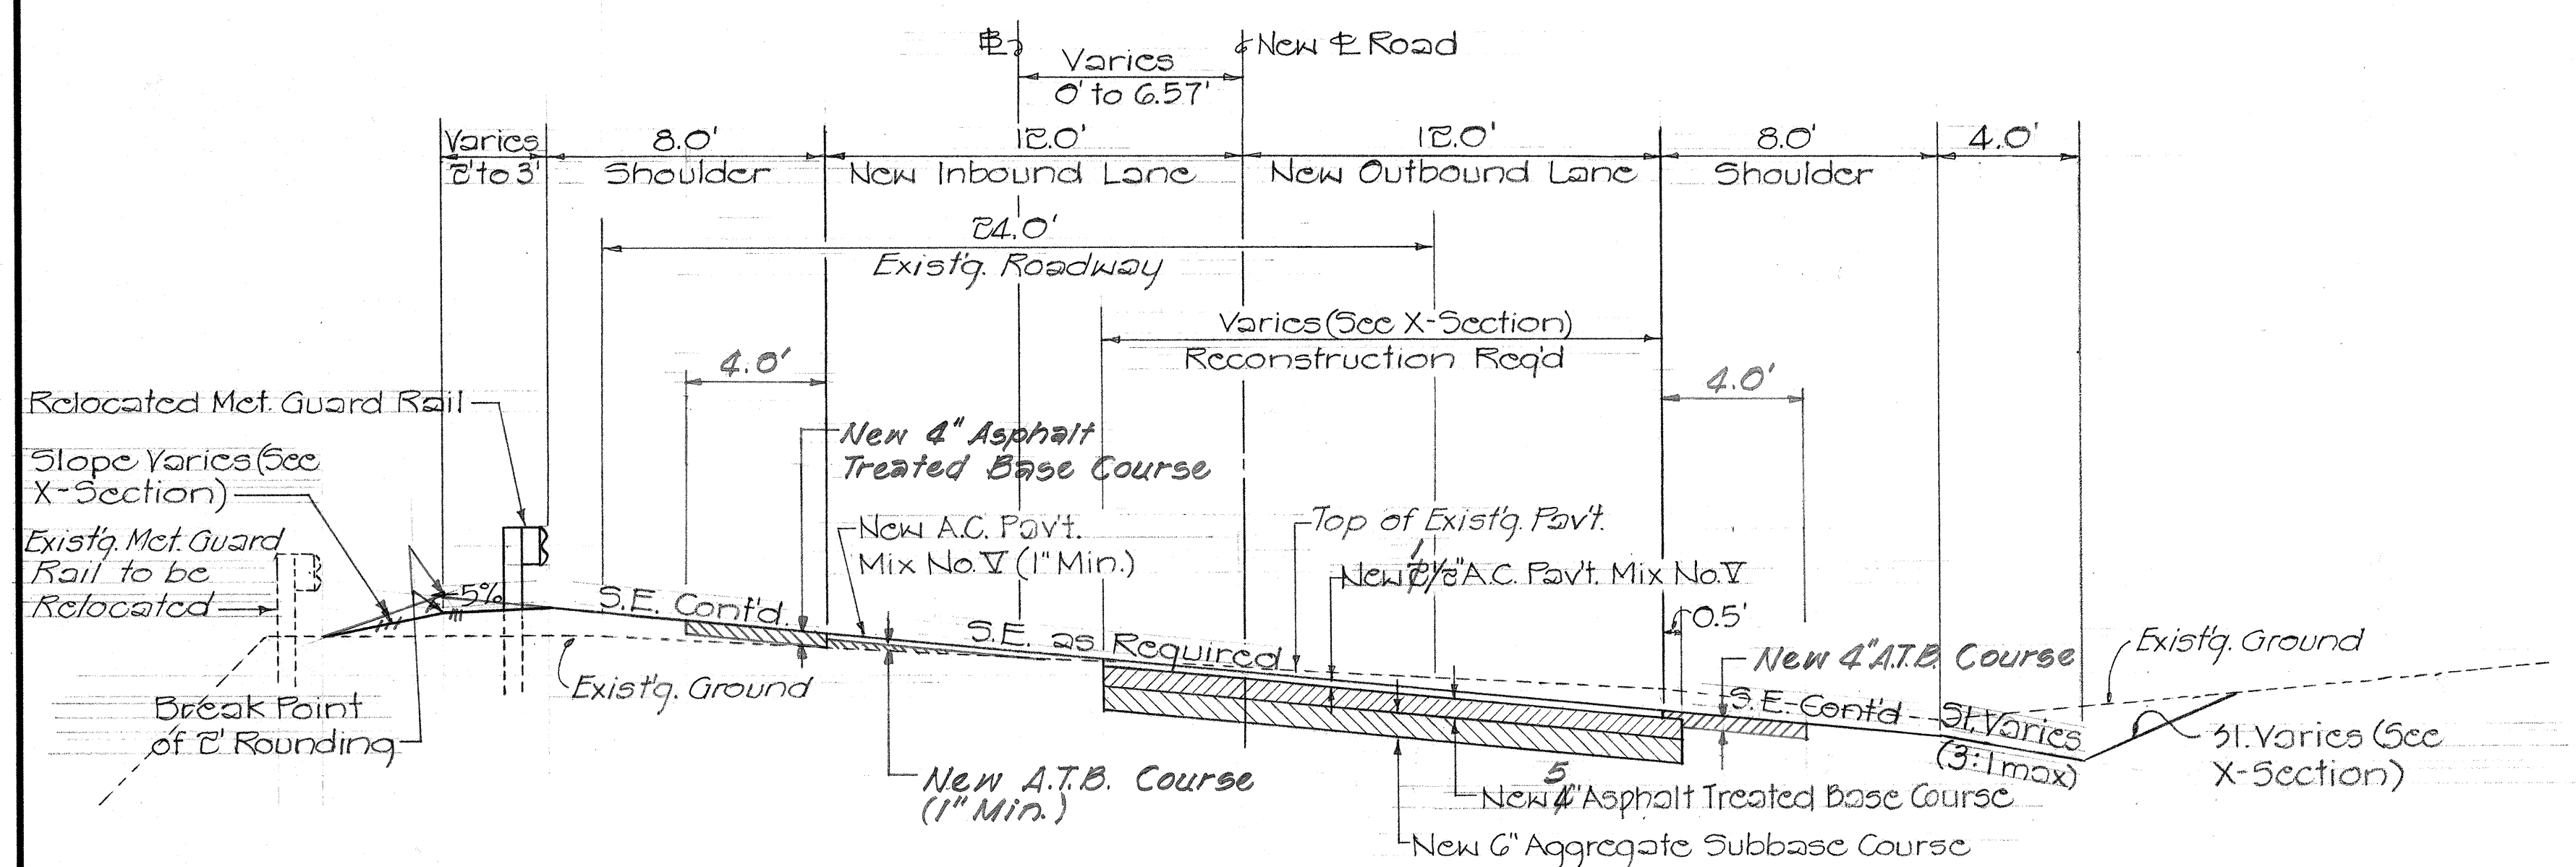 ℄ B
New ℄ Road
Varies
0' to 6.57'
Varies
2' to 3'
8.0'
Shoulder
12.0'
New Inbound Lane
12.0'
New Outbound Lane
8.0'
Shoulder
4.0'
24.0'
Exist'g. Roadway
Varies (See X-Section)
Reconstruction Req'd
4.0'
4.0'
Relocated Met. Guard Rail
Slope Varies (See
X-Section)
Exist'g. Met. Guard
Rail to be
Relocated
New 4" Asphalt
Treated Base Course
New A.C. Pav't.
Mix No. V (1" Min.)
Top of Exist'g. Pav't.
New 1 1/2" A.C. Pav't. Mix No. V
0.5'
5%
S.E. Cont'd.
S.E. as Required
New 4" A.T.B. Course
Exist'g. Ground
Exist'g. Ground
S.E. Cont'd
Sl. Varies
(3:1 max)
Sl. Varies (See
X-Section)
Break Point
of 2' Rounding
New A.T.B. Course
(1" Min.)
New 5" Asphalt Treated Base Course
New 6" Aggregate Subbase Course